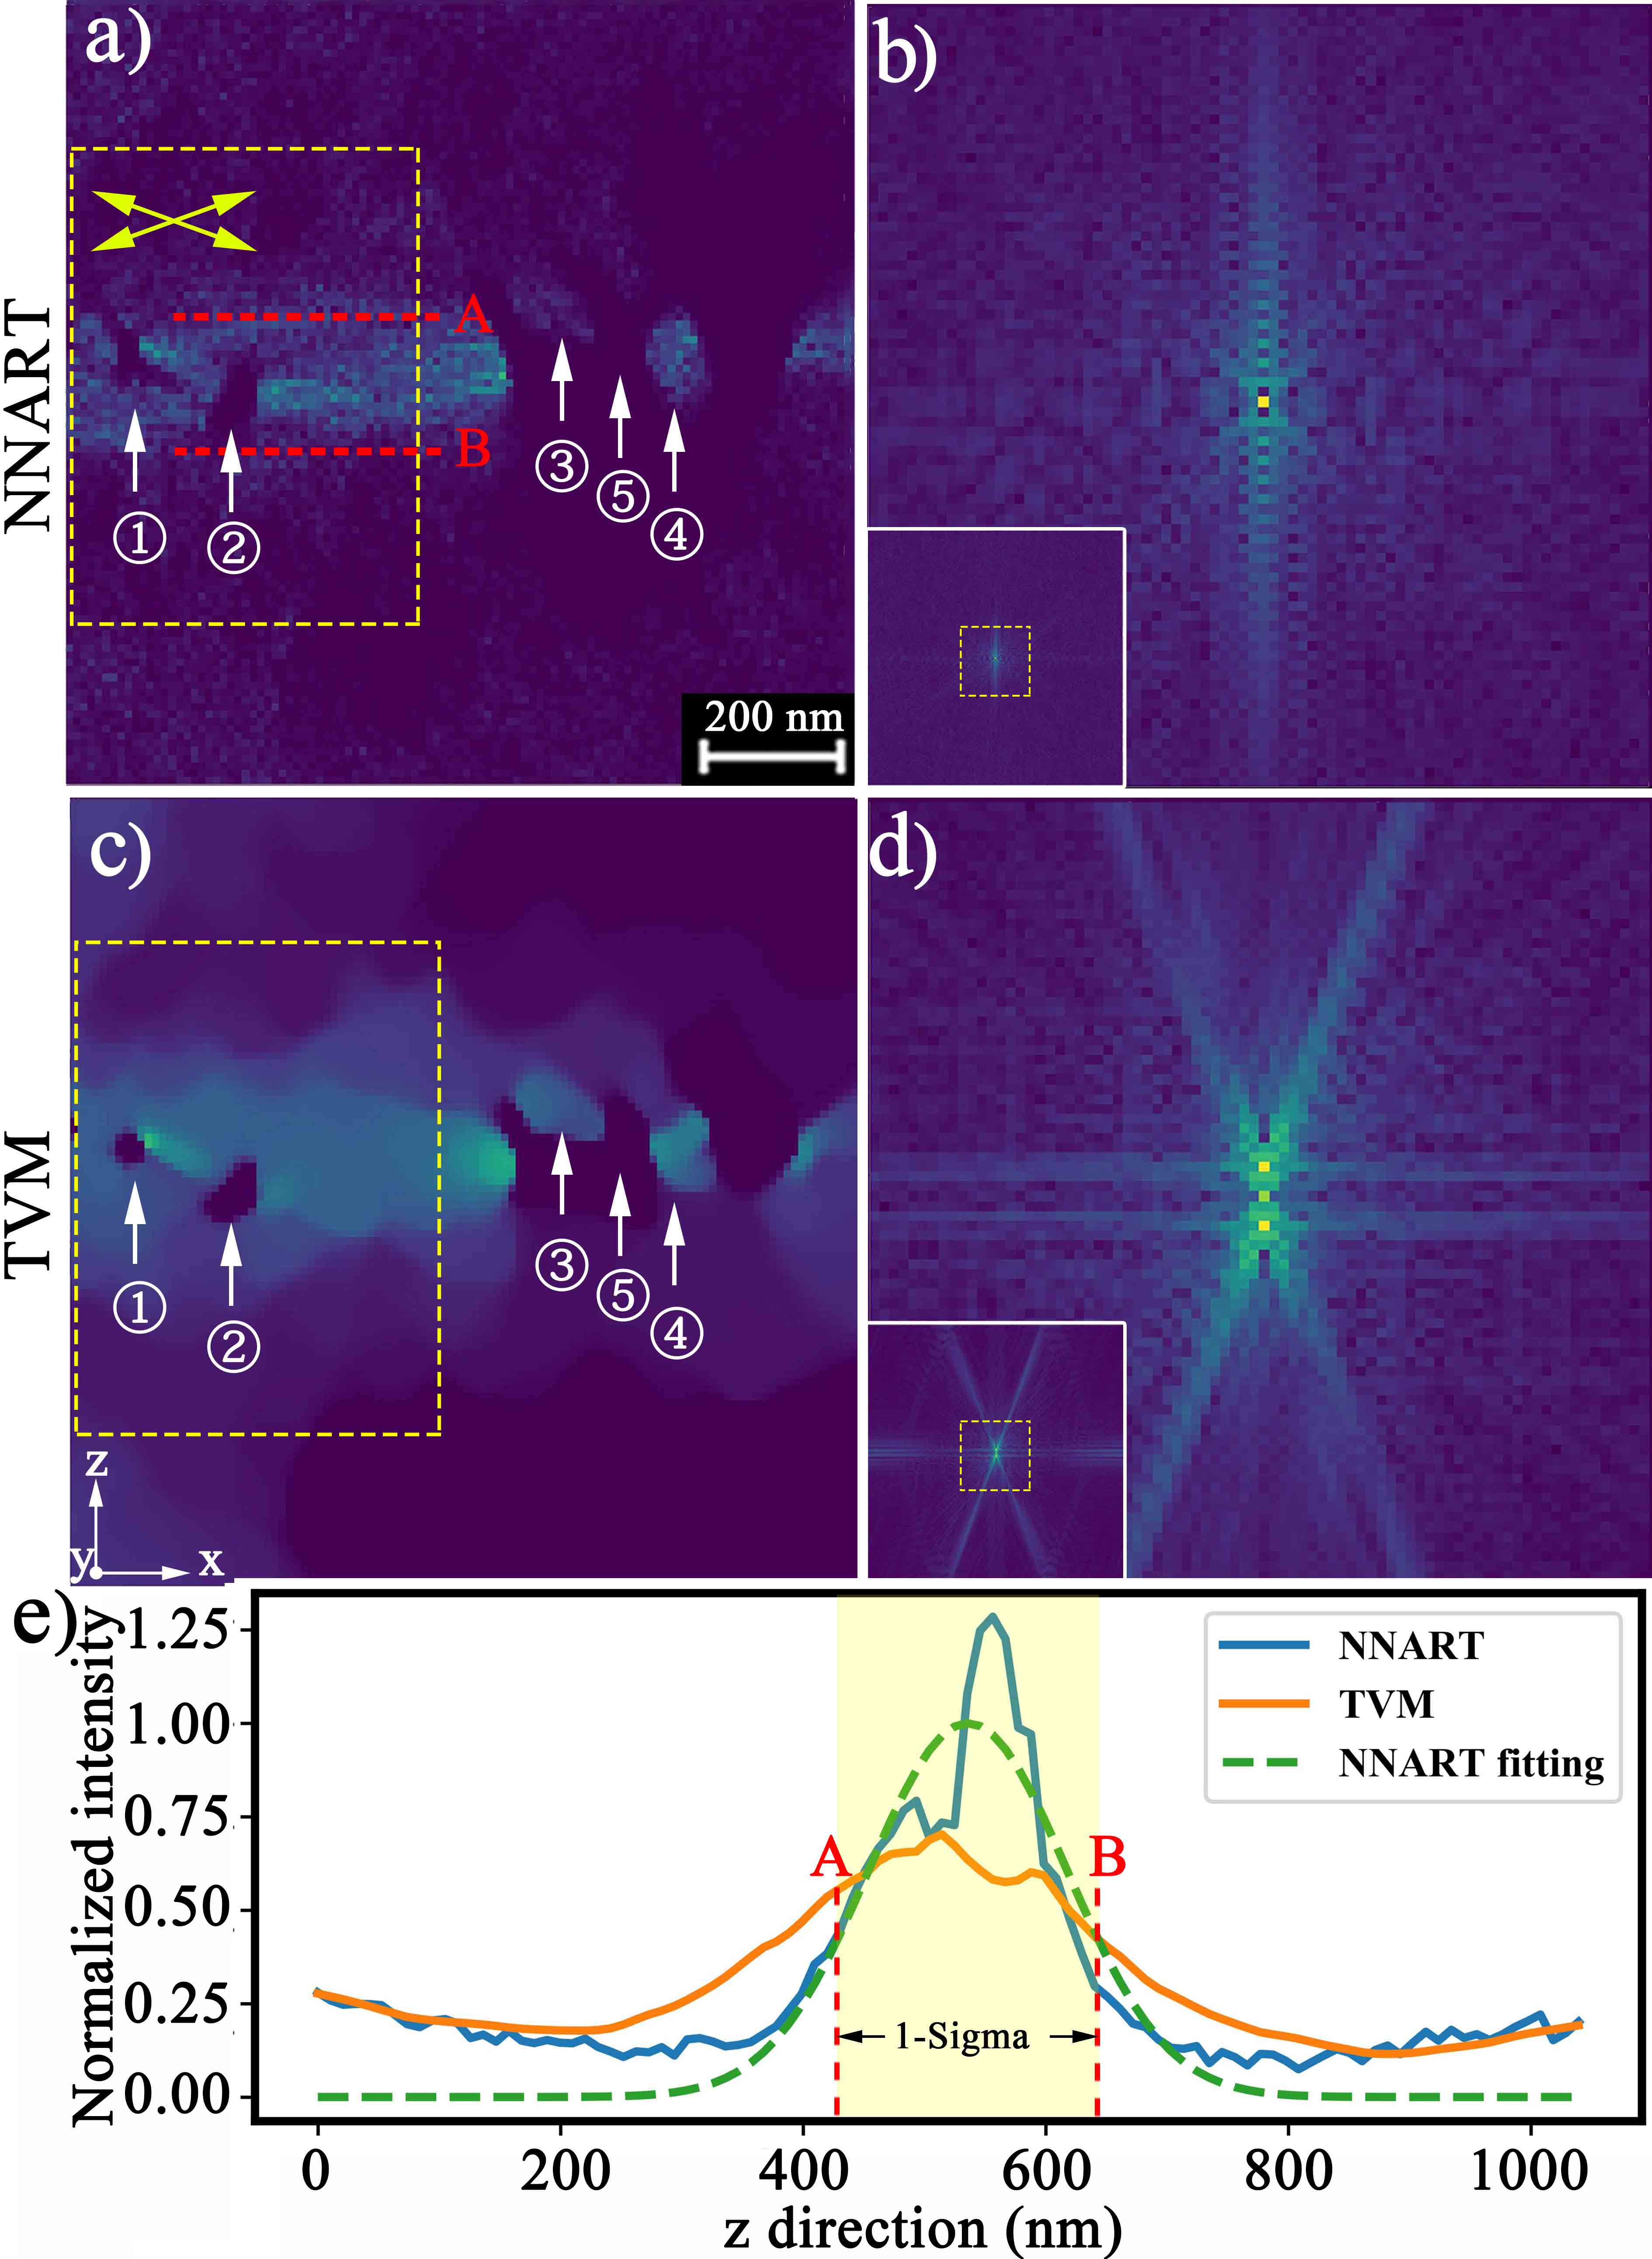 a)
b)
NNART
A
B
①
②
③
⑤
④
200 nm
c)
d)
TVM
①
②
③
⑤
④
z
y
x
e)
Normalized intensity
1.25
1.00
0.75
0.50
0.25
0.00
NNART
TVM
NNART fitting
A
B
1-Sigma
0
200
400
600
800
1000
z direction (nm)